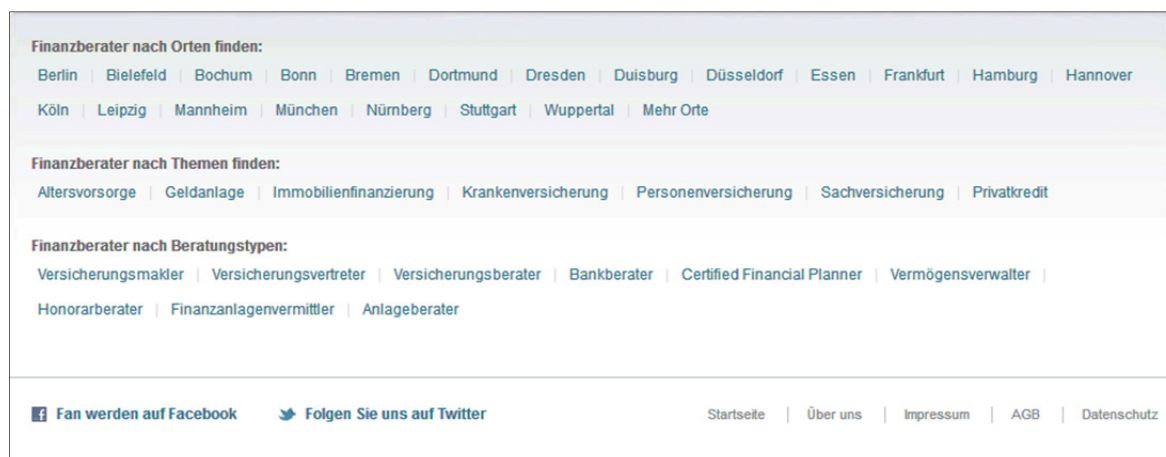 Finanzberater nach Orten finden:
Berlin | Bielefeld | Bochum | Bonn | Bremen | Dortmund | Dresden | Duisburg | Düsseldorf | Essen | Frankfurt | Hamburg | Hannover
Köln | Leipzig | Mannheim | München | Nürnberg | Stuttgart | Wuppertal | Mehr Orte
Finanzberater nach Themen finden:
Altersvorsorge | Geldanlage | Immobilienfinanzierung | Krankenversicherung | Personenversicherung | Sachversicherung | Privatkredit
Finanzberater nach Beratungstypen:
Versicherungsmakler | Versicherungsvertreter | Versicherungsberater | Bankberater | Certified Financial Planner | Vermögensverwalter |
Honorarberater | Finanzanlagenvermittler | Anlageberater
Fan werden auf Facebook Folgen Sie uns auf Twitter Startseite | Über uns | Impressum | AGB | Datenschutz